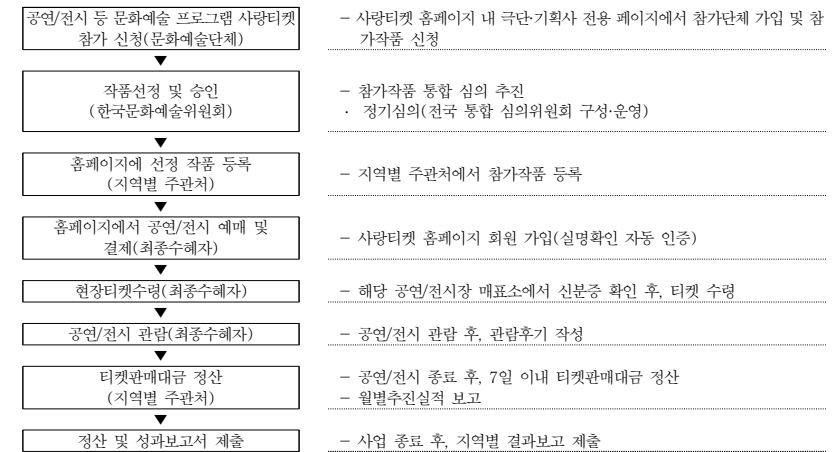 공연/전시 등 문화예술 프로그램 사랑티켓
참가 신청(문화예술단체)
- 사랑티켓 홈페이지 내 극단·기획사 전용 페이지에서 참가단체 가입 및 참
가작품 신청
▼
작품선정 및 승인
(한국문화예술위원회)
- 참가작품 통합 심의 추진
· 정기심의(전국 통합 심의위원회 구성·운영)
▼
홈페이지에 선정 작품 등록
(지역별 주관처)
- 지역별 주관처에서 참가작품 등록
▼
홈페이지에서 공연/전시 예매 및
결제(최종수혜자)
- 사랑티켓 홈페이지 회원 가입(실명확인 자동 인증)
▼
현장티켓수령(최종수혜자)
- 해당 공연/전시장 매표소에서 신분증 확인 후, 티켓 수령
▼
공연/전시 관람(최종수혜자)
- 공연/전시 관람 후, 관람후기 작성
▼
티켓판매대금 정산
(지역별 주관처)
- 공연/전시 종료 후, 7일 이내 티켓판매대금 정산
- 월별추진실적 보고
▼
정산 및 성과보고서 제출
- 사업 종료 후, 지역별 결과보고 제출